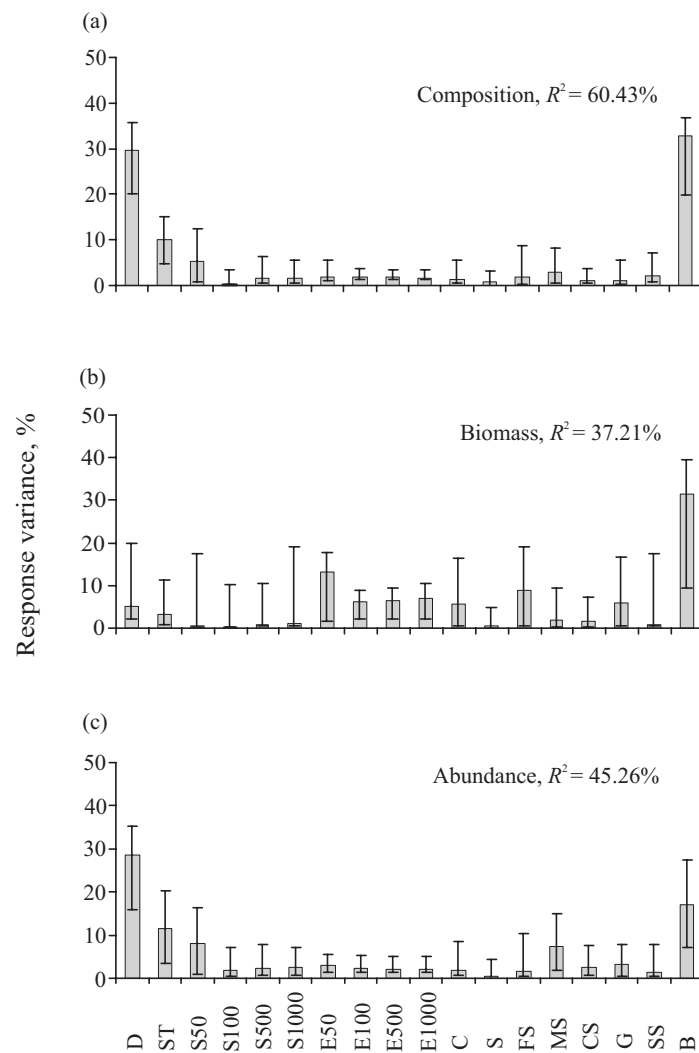 (a)
50
40
30
20
10
0
Composition, R² = 60.43%
(b)
50
40
30
20
10
0
Biomass, R² = 37.21%
Response variance, %
(c)
50
40
30
20
10
0
Abundance, R² = 45.26%
D
ST
S50
S100
S500
S1000
E50
E100
E500
E1000
C
S
FS
MS
CS
G
SS
B